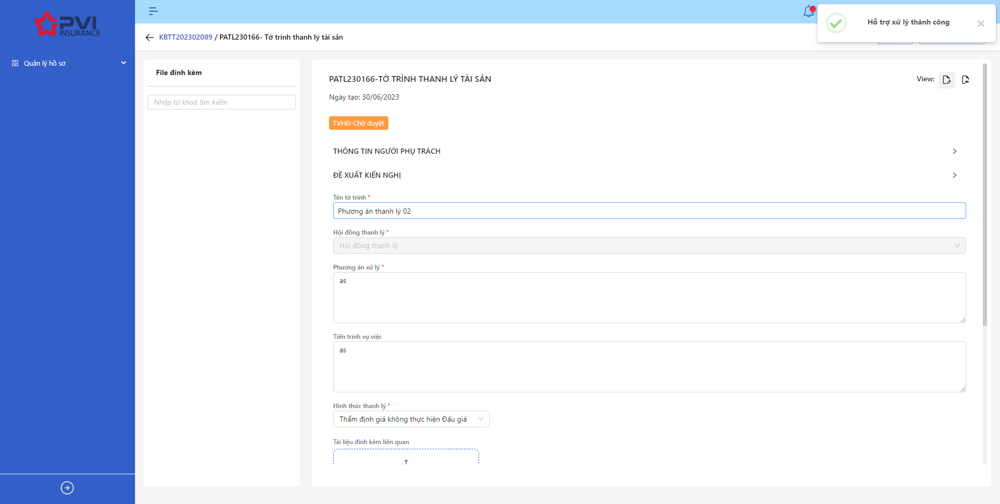 PVI
INSURANCE
Quản lý hồ sơ
Hỗ trợ xử lý thành công
KBTT202302089 / PATL230166- Tờ trình thanh lý tài sản
File đính kèm
Nhập từ khoá tìm kiếm
PATL230166-TỜ TRÌNH THANH LÝ TÀI SẢN
View:
Ngày tạo: 30/06/2023
TVHĐ-Chờ duyệt
THÔNG TIN NGƯỜI PHỤ TRÁCH
ĐỀ XUẤT KIẾN NGHỊ
Tên tờ trình *
Phương án thanh lý 02
Hội đồng thanh lý *
Hội đồng thanh lý
Phương án xử lý *
as
Tiến trình vụ việc
as
Hình thức thanh lý *
Thẩm định giá không thực hiện Đấu giá
Tài liệu đính kèm liên quan